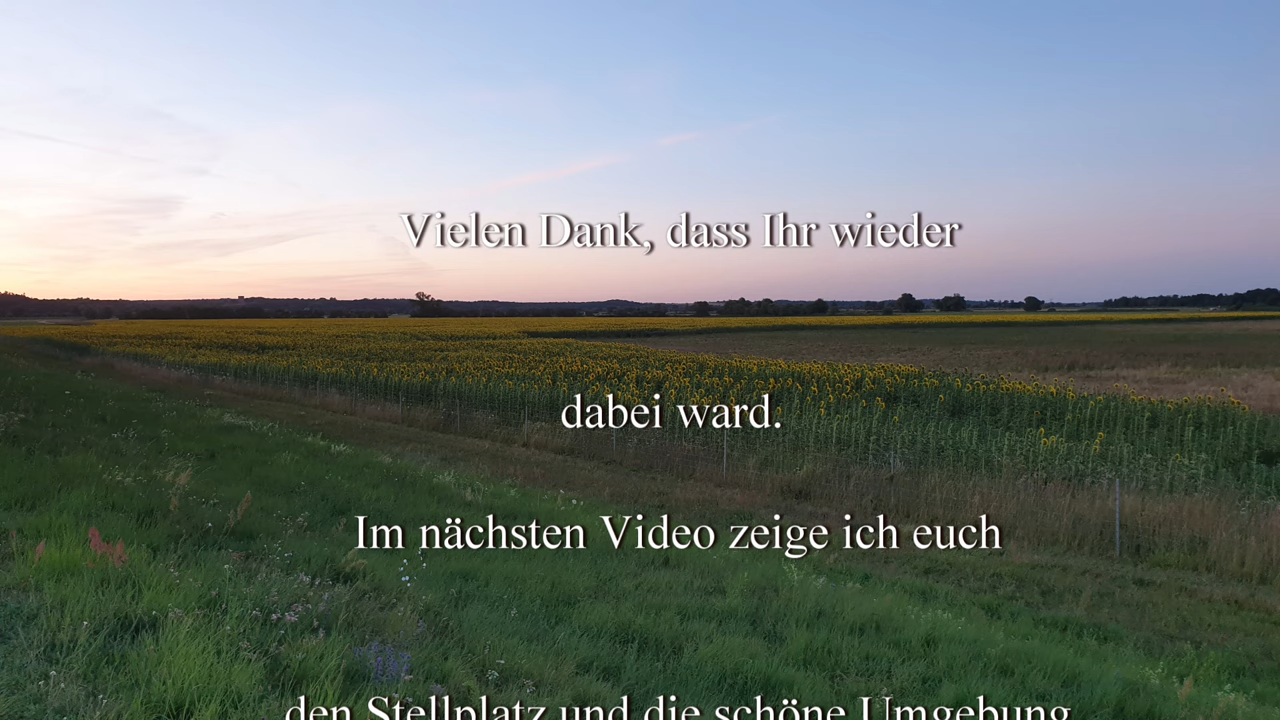 Vielen Dank, dass Ihr wieder
dabei ward.
Im nächsten Video zeige ich euch
den Stellplatz und die schöne Umgebung